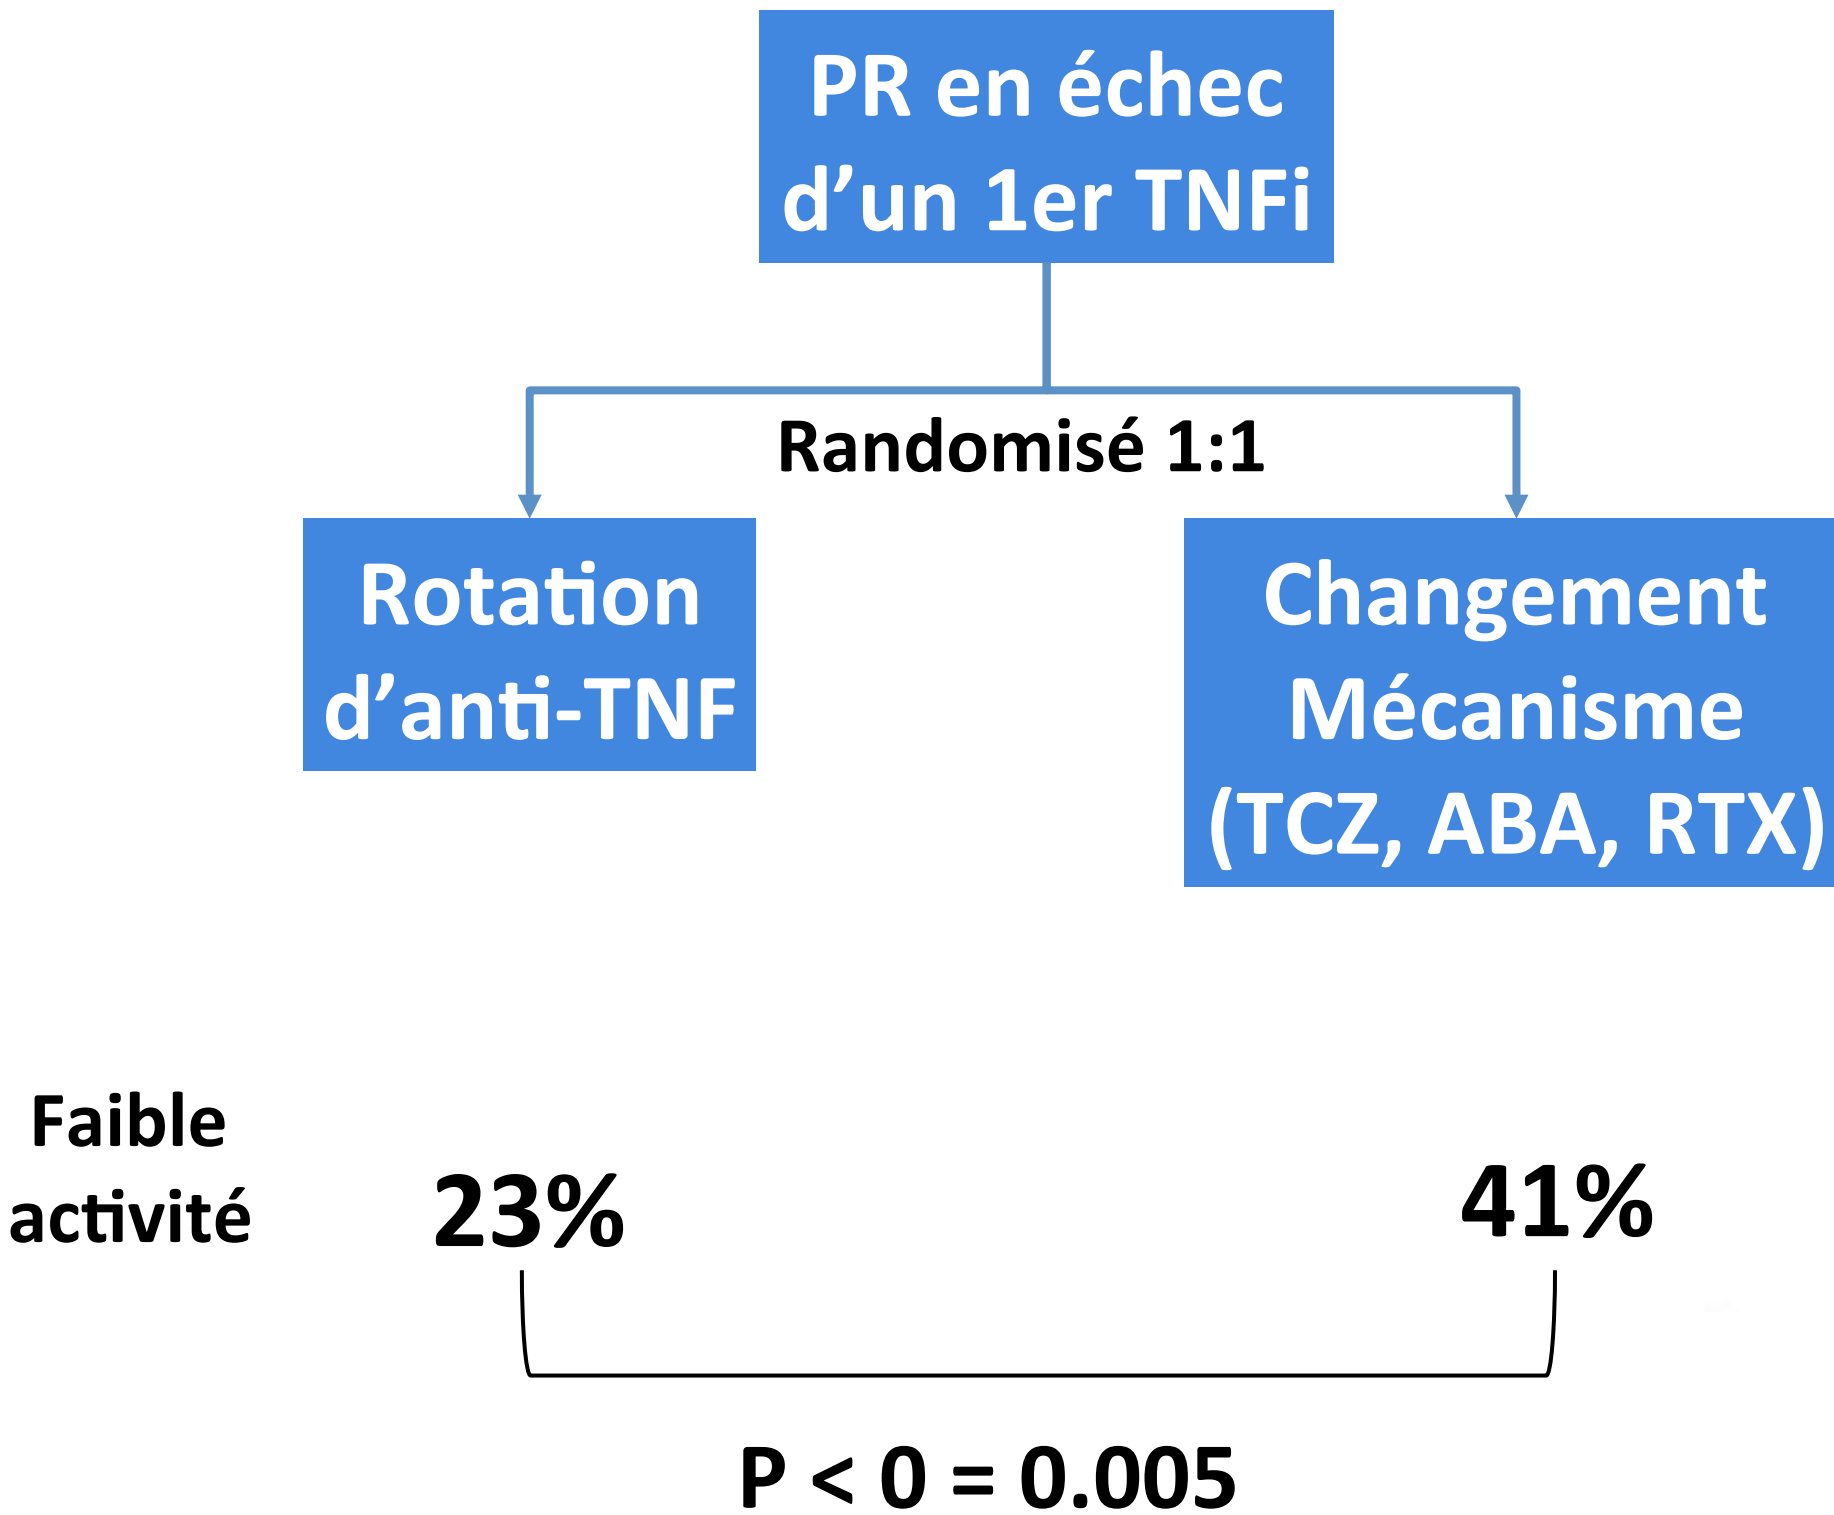 PR en échec
d’un 1er TNFi
Randomisé 1:1
Rotation
d’anti-TNF
Changement
Mécanisme
(TCZ, ABA, RTX)
Faible
activité
23%
41%
P < 0 = 0.005